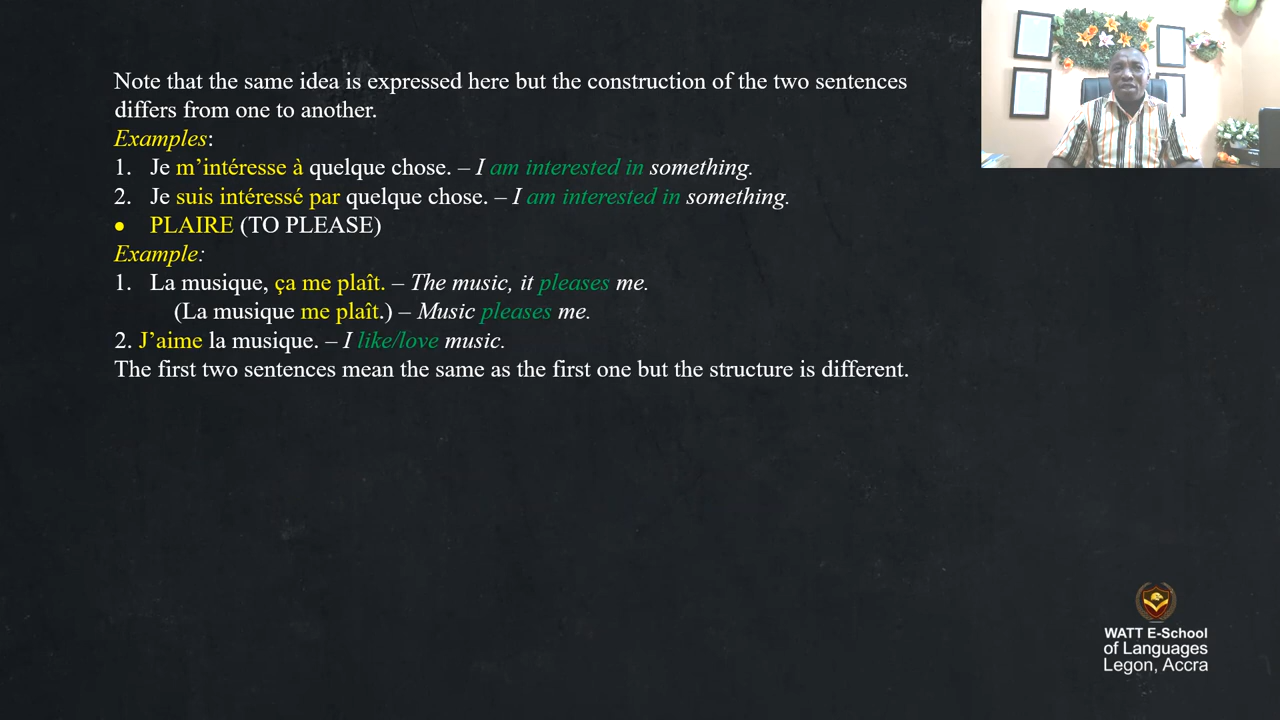 Note that the same idea is expressed here but the construction of the two sentences
differs from one to another.
Examples:
1. Je m’intéresse à quelque chose. – I am interested in something.
2. Je suis intéressé par quelque chose. – I am interested in something.
• PLAIRE (TO PLEASE)
Example:
1. La musique, ça me plaît. – The music, it pleases me.
(La musique me plaît.) – Music pleases me.
2. J’aime la musique. – I like/love music.
The first two sentences mean the same as the first one but the structure is different.
WATT E-School
of Languages
Legon, Accra